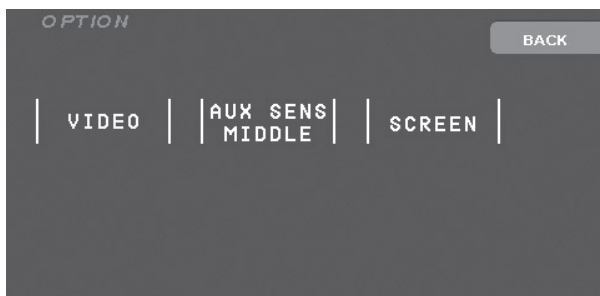 OPTION
BACK
VIDEO
AUX SENS
MIDDLE
SCREEN